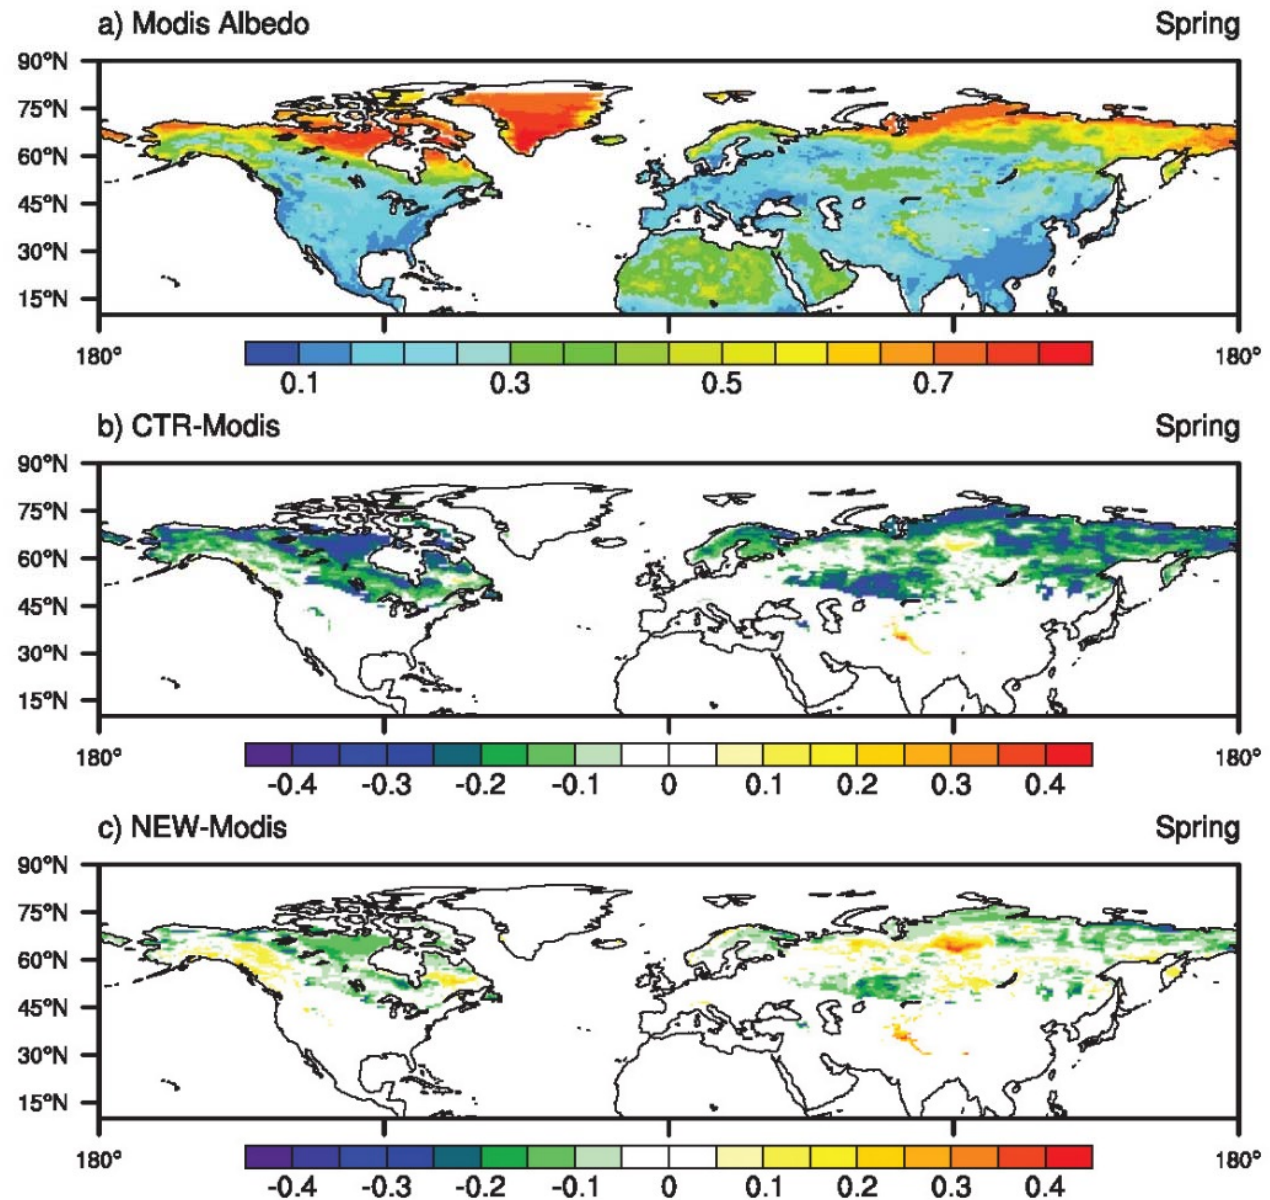 a) Modis Albedo Spring
90°N
75°N
60°N
45°N
30°N
15°N
180° 180°
0.1 0.3 0.5 0.7
b) CTR-Modis Spring
90°N
75°N
60°N
45°N
30°N
15°N
180° 180°
-0.4 -0.3 -0.2 -0.1 0 0.1 0.2 0.3 0.4
c) NEW-Modis Spring
90°N
75°N
60°N
45°N
30°N
15°N
180° 180°
-0.4 -0.3 -0.2 -0.1 0 0.1 0.2 0.3 0.4